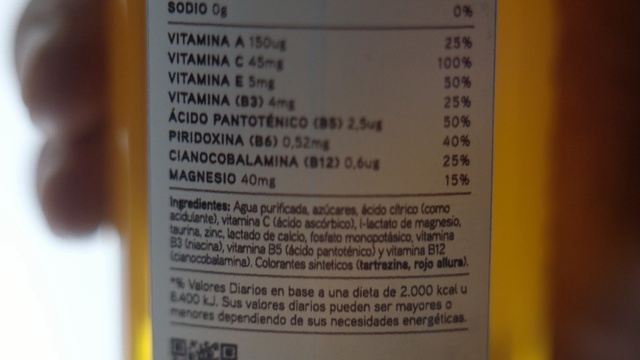 SODIO 0g 0%
VITAMINA A 150ug 25%
VITAMINA C 45mg 100%
VITAMINA E 5mg 50%
VITAMINA (B3) 4mg 25%
ÁCIDO PANTOTÉNICO (B5) 2,5ug 50%
PIRIDOXINA (B6) 0,52mg 40%
CIANOCOBALAMINA (B12) 0,6ug 25%
MAGNESIO 40mg 15%
Ingredientes: Agua purificada, azúcares, ácido cítrico (como
acidulante), vitamina C (ácido ascórbico), l-lactato de magnesio,
taurina, zinc, lactado de calcio, fosfato monopotásico, vitamina
B3 (niacina), vitamina B5 (ácido pantoténico) y vitamina B12
(cianocobalamina). Colorantes sinteticos (tartrazina, rojo allura).
*% Valores Diarios en base a una dieta de 2.000 kcal u
8.400 kJ. Sus valores diarios pueden ser mayores o
menores dependiendo de sus necesidades energéticas.